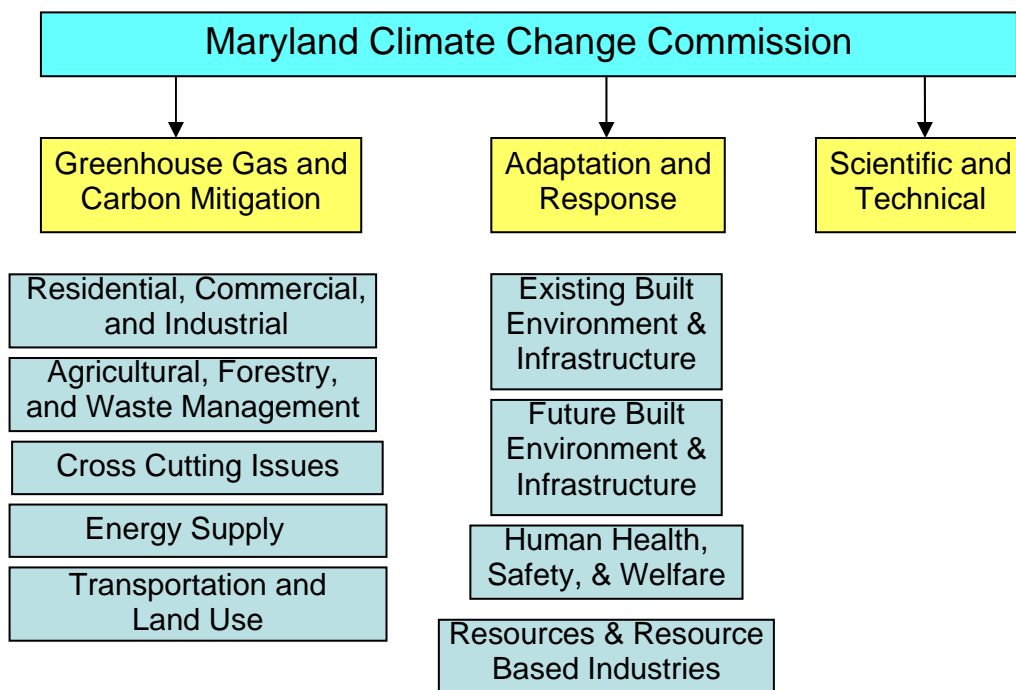 Maryland Climate Change Commission
Greenhouse Gas and
Carbon Mitigation
Adaptation and
Response
Scientific and
Technical
Residential, Commercial,
and Industrial
Agricultural, Forestry,
and Waste Management
Cross Cutting Issues
Energy Supply
Transportation and
Land Use
Existing Built
Environment &
Infrastructure
Future Built
Environment &
Infrastructure
Human Health,
Safety, & Welfare
Resources & Resource
Based Industries